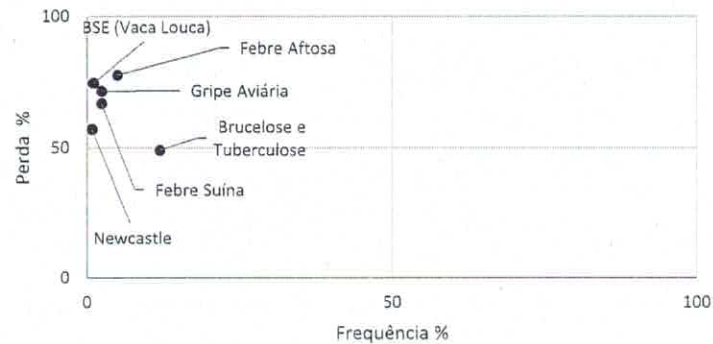 100
BSE (Vaca Louca)
Febre Aftosa
Gripe Aviária
Brucelose e
Tuberculose
50
Febre Suína
Newcastle
0
0
50
100
Perda %
Frequência %